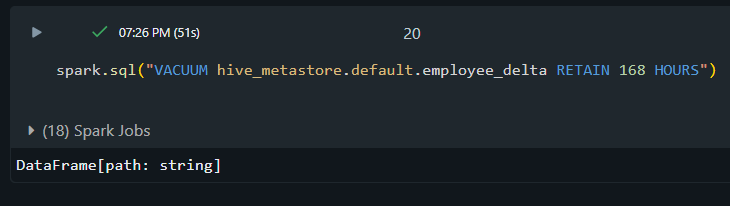 07:26 PM (51s)
20
spark.sql("VACUUM hive_metastore.default.employee_delta RETAIN 168 HOURS")
(18) Spark Jobs
DataFrame[path: string]